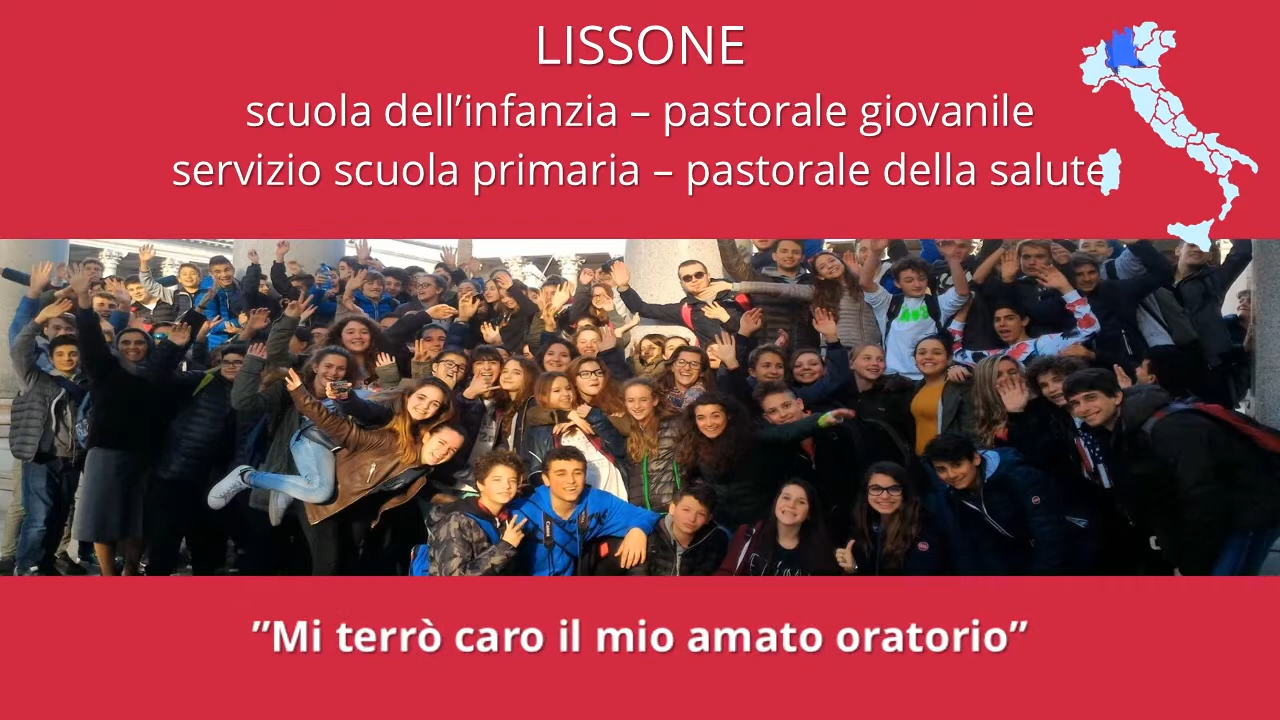 LISSONE
scuola dell’infanzia – pastorale giovanile
servizio scuola primaria – pastorale della salute
”Mi terrò caro il mio amato oratorio”